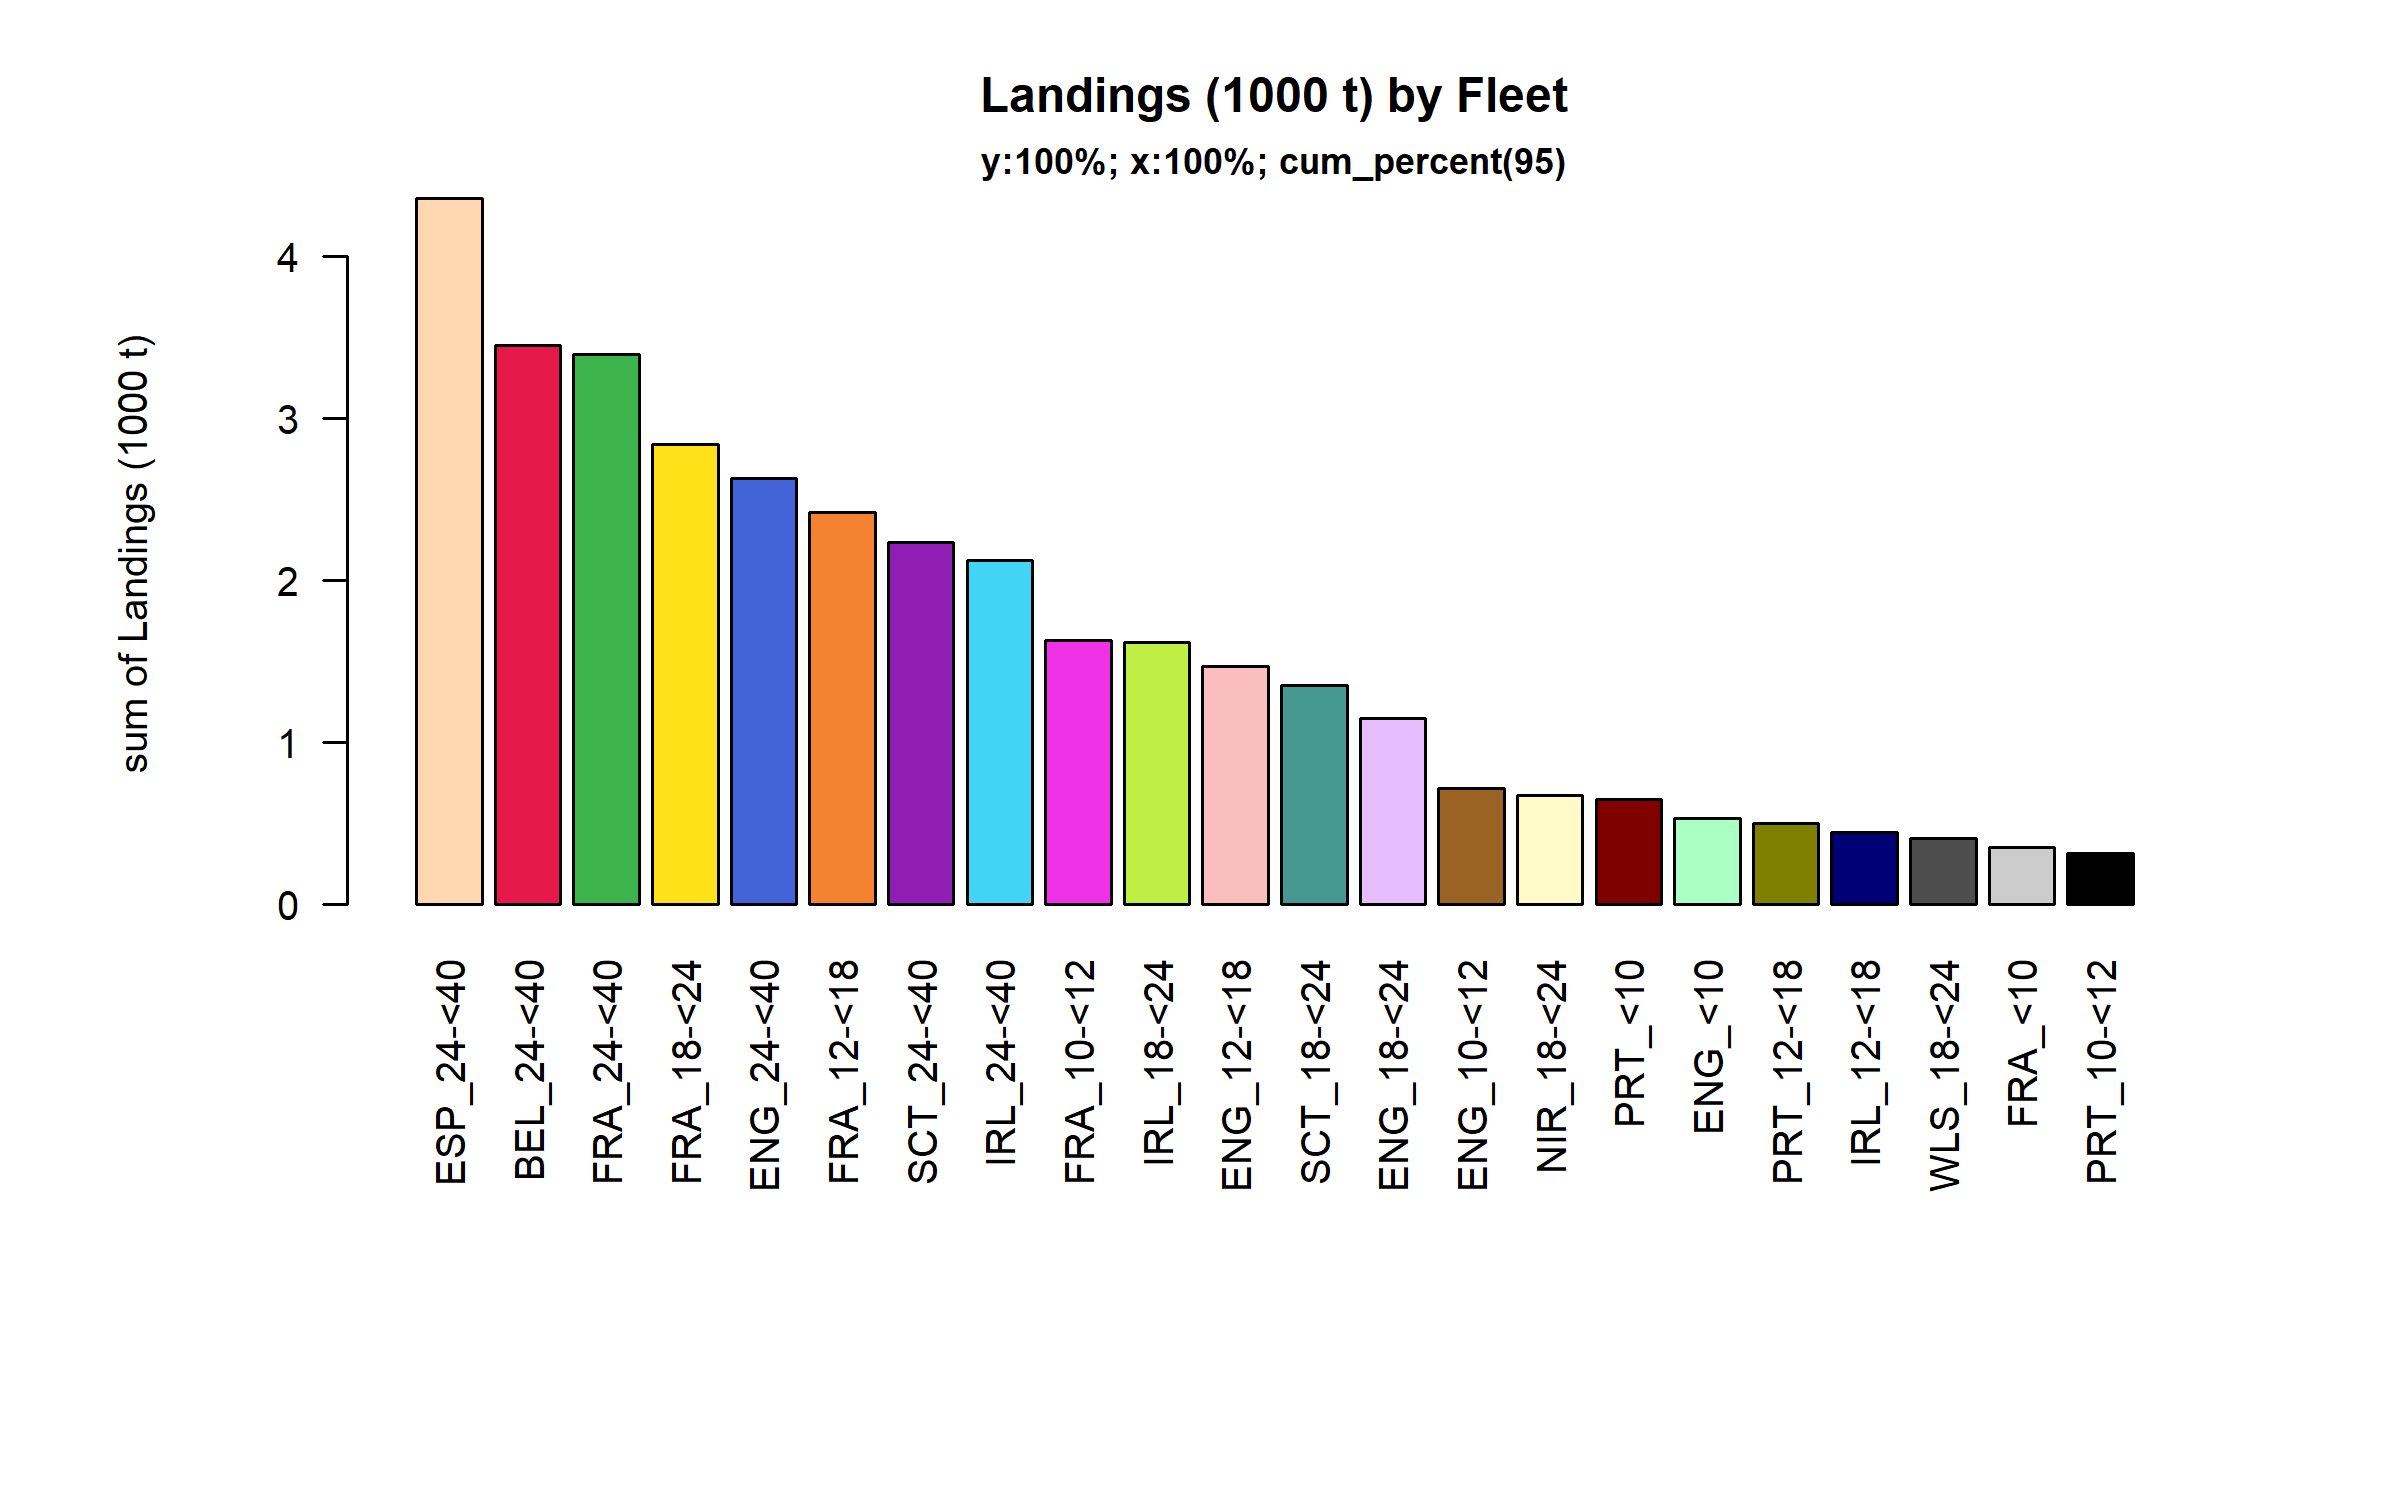 Landings (1000 t) by Fleet
y:100%; x:100%; cum_percent(95)
sum of Landings (1000 t)
4
3
2
1
0
ESP_24-<40
BEL_24-<40
FRA_24-<40
FRA_18-<24
ENG_24-<40
FRA_12-<18
SCT_24-<40
IRL_24-<40
FRA_10-<12
IRL_18-<24
ENG_12-<18
SCT_18-<24
ENG_18-<24
ENG_10-<12
NIR_18-<24
PRT_<10
ENG_<10
PRT_12-<18
IRL_12-<18
WLS_18-<24
FRA_<10
PRT_10-<12